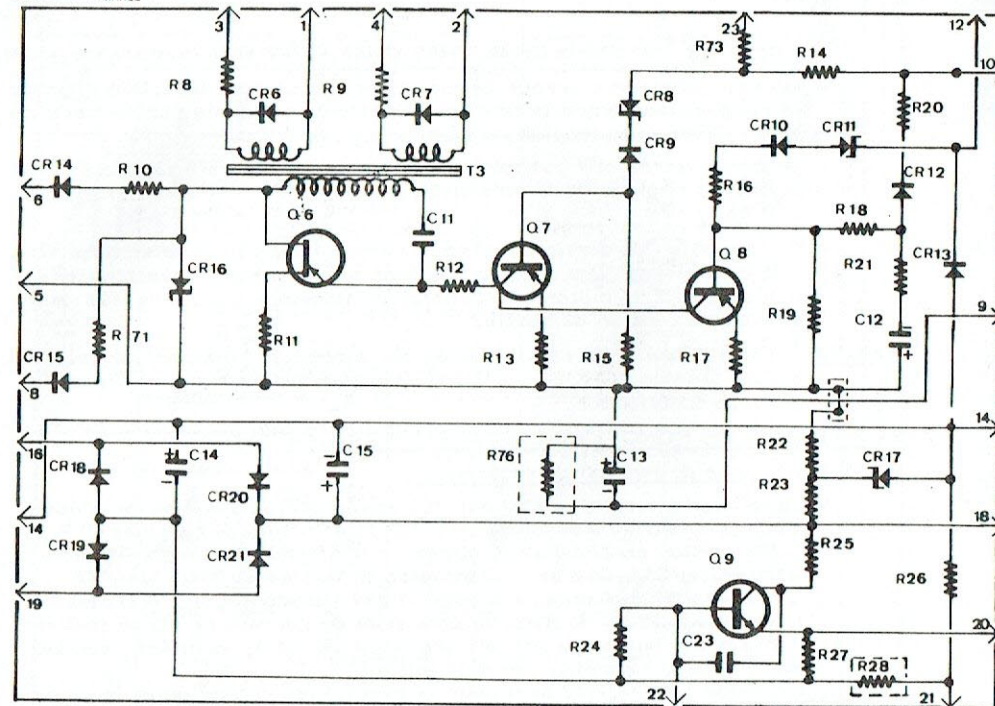 3 1 4 2 23 12
R73 R14 10
R8 CR6 R9 CR7 CR8 R20
CR10 CR11
CR9
T3 CR12
CR14 R10 R16
6 R18
Q6 C11 Q7 Q8
CR16 R12 R21 CR13
5
R71 R11 R19 C12 9
R13 R15 R17
CR15
8
14
16 C14 C15 R76 C13 R22 CR17
CR18 CR20 R23
14 18
CR19 CR21 Q9 R25
R26
19
R24 C23 20
R27 R28
22 21